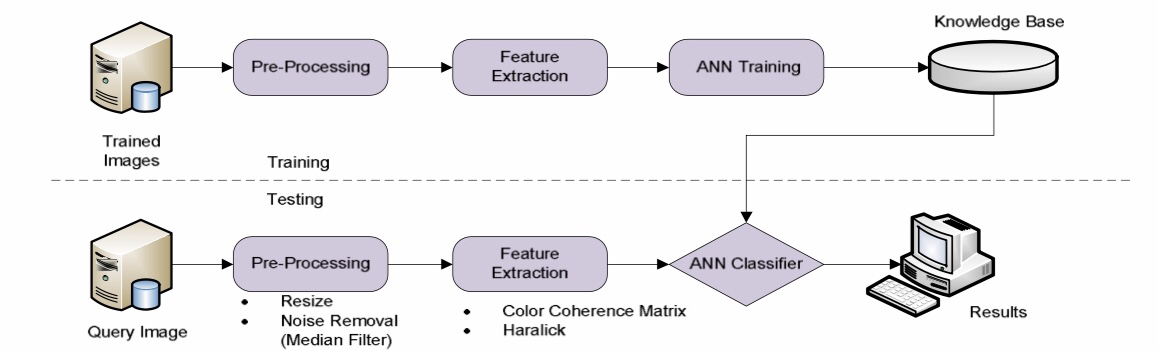 Knowledge Base
Pre-Processing
Feature
Extraction
ANN Training
Trained
Images
Training
Testing
Pre-Processing
Feature
Extraction
ANN Classifier
• Resize
• Noise Removal
(Median Filter)
• Color Coherence Matrix
• Haralick
Query Image
Results